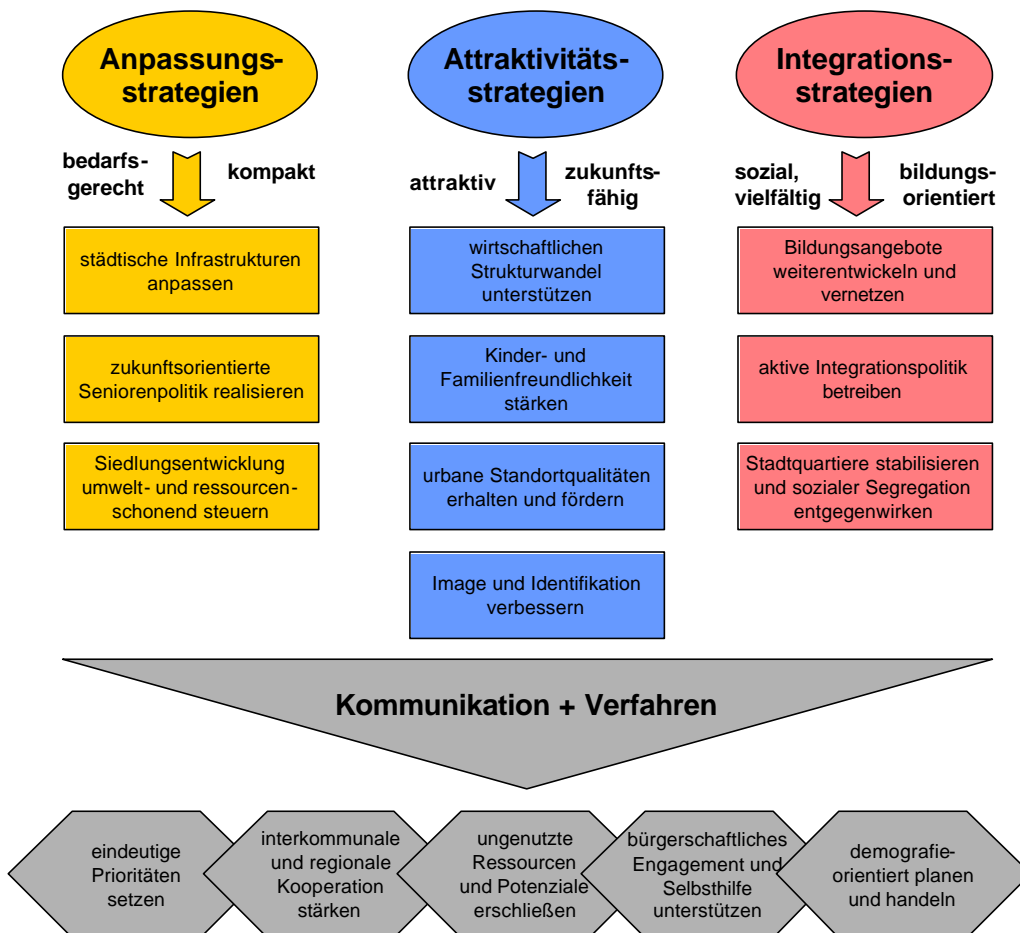 Anpassungs-
strategien
bedarfs-
gerecht
kompakt
städtische Infrastrukturen
anpassen
zukunftsorientierte
Seniorenpolitik realisieren
Siedlungsentwicklung
umwelt- und ressourcen-
schonend steuern
Attraktivitäts-
strategien
attraktiv
zukunfts-
fähig
wirtschaftlichen
Strukturwandel
unterstützen
Kinder- und
Familienfreundlichkeit
stärken
urbane Standortqualitäten
erhalten und fördern
Image und Identifikation
verbessern
Integrations-
strategien
sozial,
vielfältig
bildungs-
orientiert
Bildungsangebote
weiterentwickeln und
vernetzen
aktive Integrationspolitik
betreiben
Stadtquartiere stabilisieren
und sozialer Segregation
entgegenwirken
Kommunikation + Verfahren
eindeutige
Prioritäten
setzen
interkommunale
und regionale
Kooperation
stärken
ungenutzte
Ressourcen
und Potenziale
erschließen
bürgerschaftliches
Engagement und
Selbsthilfe
unterstützen
demografie-
orientiert planen
und handeln